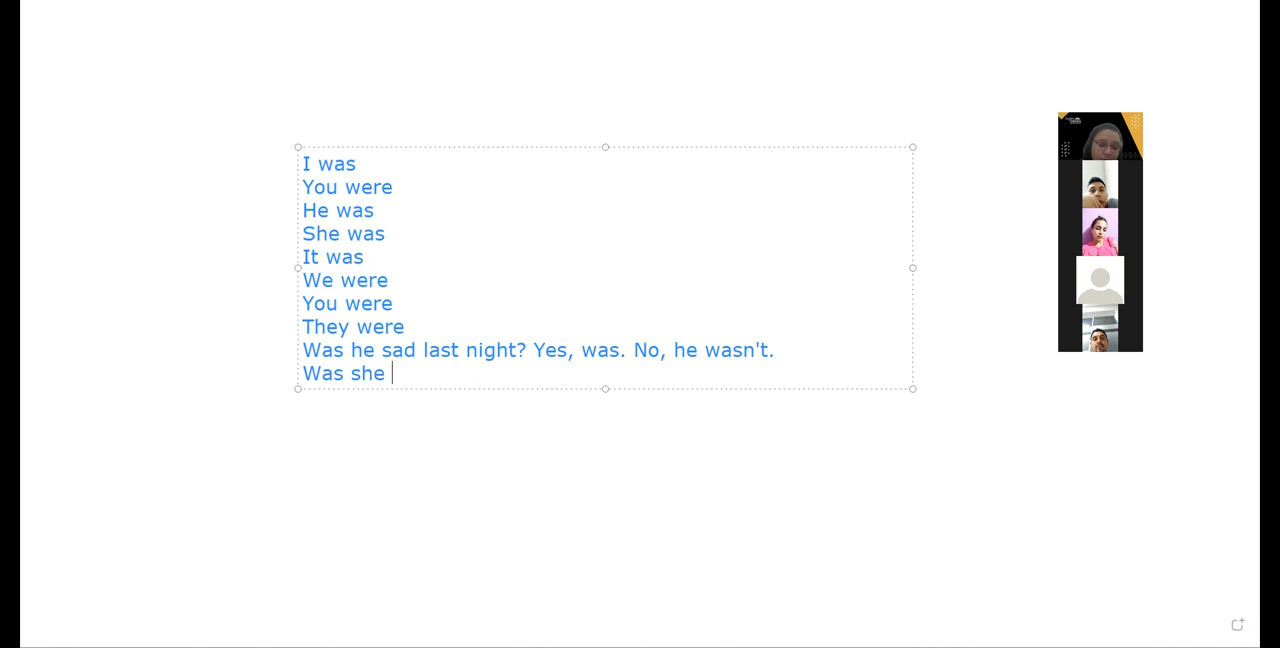 I was
You were
He was
She was
It was
We were
You were
They were
Was he sad last night? Yes, was. No, he wasn't.
Was she